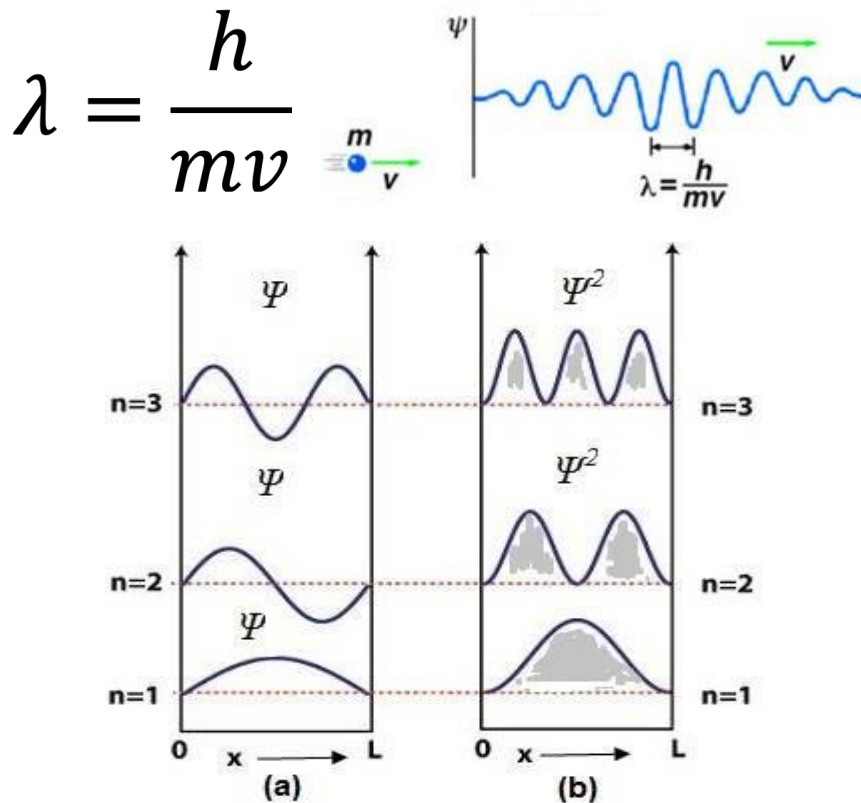 λ = h/mv
m
v
ψ
v
λ = h/mv
Ψ
Ψ²
n=3
n=3
Ψ
Ψ²
n=2
n=2
Ψ
n=1
n=1
0
x
L
0
x
L
(a)
(b)